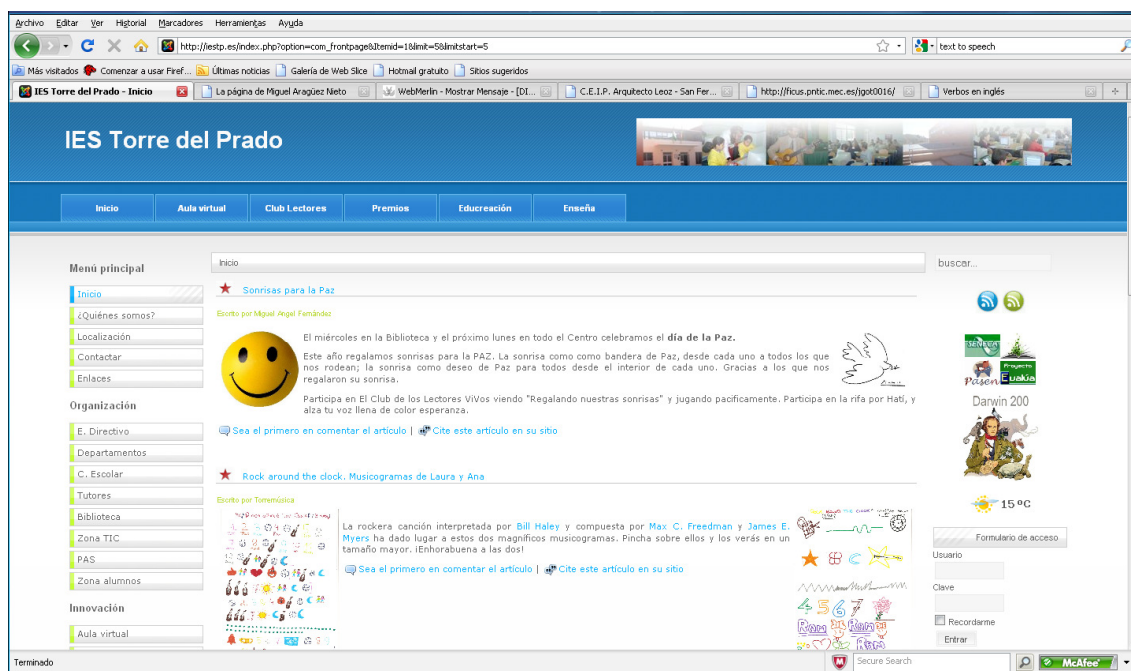 Archivo Editar Ver Historial Marcadores Herramientas Ayuda
http://iestp.es/index.php?option=com_frontpage&Itemid=1&limit=5&limitstart=5
text to speech
Más visitados Comenzar a usar Firef... Últimas noticias Galería de Web Slice Hotmail gratuito Sitios sugeridos
IES Torre del Prado - Inicio La página de Miguel Aragüez Nieto WebMerlin - Mostrar Mensaje - [DI... C.E.I.P. Arquitecto Leoz - San Fer... http://ficus.pntic.mec.es/jgot0016/ Verbos en inglés
IES Torre del Prado
Inicio Aula virtual Club Lectores Premios Educreación Enseña
Menú principal
Inicio
¿Quiénes somos?
Localización
Contactar
Enlaces
Organización
E. Directivo
Departamentos
C. Escolar
Tutores
Biblioteca
Zona TIC
PAS
Zona alumnos
Innovación
Aula virtual
Inicio
Sonrisas para la Paz
Escrito por Miguel Angel Fernández
El miércoles en la Biblioteca y el próximo lunes en todo el Centro celebramos el día de la Paz.
Este año regalamos sonrisas para la PAZ. La sonrisa como como bandera de Paz, desde cada uno a todos los que
nos rodean; la sonrisa como deseo de Paz para todos desde el interior de cada uno. Gracias a los que nos
regalaron su sonrisa.
Participa en El Club de los Lectores ViVos viendo "Regalando nuestras sonrisas" y jugando pacificamente. Participa en la rifa por Hatí, y
alza tu voz llena de color esperanza.
Sea el primero en comentar el artículo | Cite este artículo en su sitio
Rock around the clock. Musicogramas de Laura y Ana
Escrito por Torremúsica
La rockera canción interpretada por Bill Haley y compuesta por Max C. Freedman y James E.
Myers ha dado lugar a estos dos magníficos musicogramas. Pincha sobre ellos y los verás en un
tamaño mayor. ¡Enhorabuena a las dos!
Sea el primero en comentar el artículo | Cite este artículo en su sitio
4 5 6 7
Ram Ram
Ram
buscar...
SÉNECA
Pasen
Proyecto
Evalúa
Darwin 200
15 ºC
Formulario de acceso
Usuario
Clave
Recordarme
Entrar
Terminado
Secure Search
McAfee